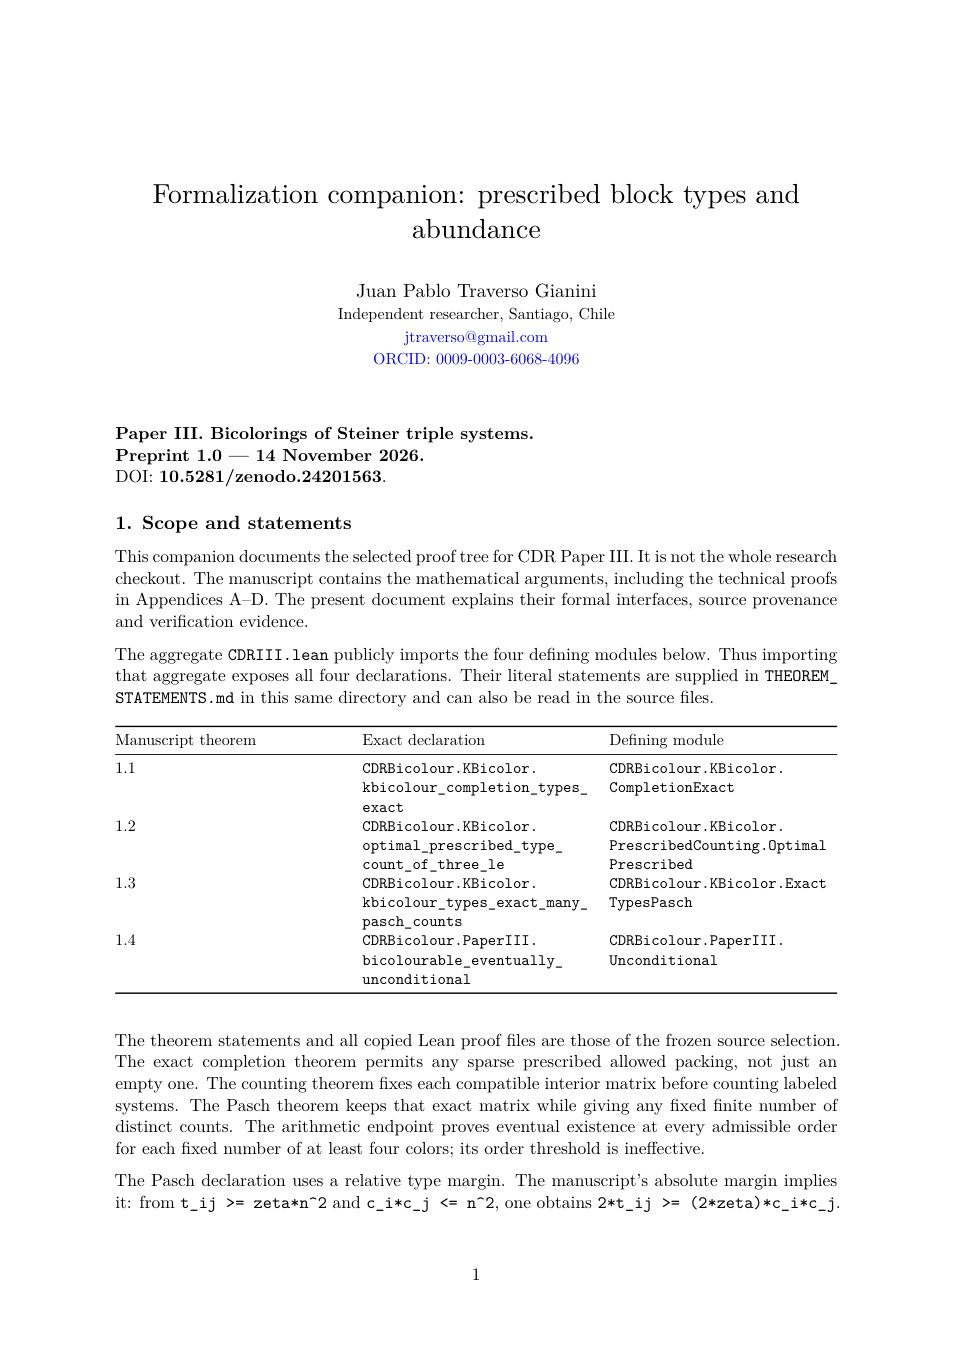 Formalization companion: prescribed block types and
abundance
Juan Pablo Traverso Gianini
Independent researcher, Santiago, Chile
jtraverso@gmail.com
ORCID: 0009-0003-6068-4096
Paper III. Bicolorings of Steiner triple systems.
Preprint 1.0 — 14 November 2026.
DOI: 10.5281/zenodo.24201563.
1. Scope and statements
This companion documents the selected proof tree for CDR Paper III. It is not the whole research
checkout. The manuscript contains the mathematical arguments, including the technical proofs
in Appendices A–D. The present document explains their formal interfaces, source provenance
and verification evidence.
The aggregate CDRIII.lean publicly imports the four defining modules below. Thus importing
that aggregate exposes all four declarations. Their literal statements are supplied in THEOREM_
STATEMENTS.md in this same directory and can also be read in the source files.
Manuscript theorem Exact declaration Defining module
1.1 CDRBicolour.KBicolor. CDRBicolour.KBicolor.
kbicolour_completion_types_ CompletionExact
exact
1.2 CDRBicolour.KBicolor. CDRBicolour.KBicolor.
optimal_prescribed_type_ PrescribedCounting.Optimal
count_of_three_le Prescribed
1.3 CDRBicolour.KBicolor. CDRBicolour.KBicolor.Exact
kbicolour_types_exact_many_ TypesPasch
pasch_counts
1.4 CDRBicolour.PaperIII. CDRBicolour.PaperIII.
bicolourable_eventually_ Unconditional
unconditional
The theorem statements and all copied Lean proof files are those of the frozen source selection.
The exact completion theorem permits any sparse prescribed allowed packing, not just an
empty one. The counting theorem fixes each compatible interior matrix before counting labeled
systems. The Pasch theorem keeps that exact matrix while giving any fixed finite number of
distinct counts. The arithmetic endpoint proves eventual existence at every admissible order
for each fixed number of at least four colors; its order threshold is ineffective.
The Pasch declaration uses a relative type margin. The manuscript's absolute margin implies
it: from t_ij >= zeta*n^2 and c_i*c_j <= n^2, one obtains 2*t_ij >= (2*zeta)*c_i*c_j.
1